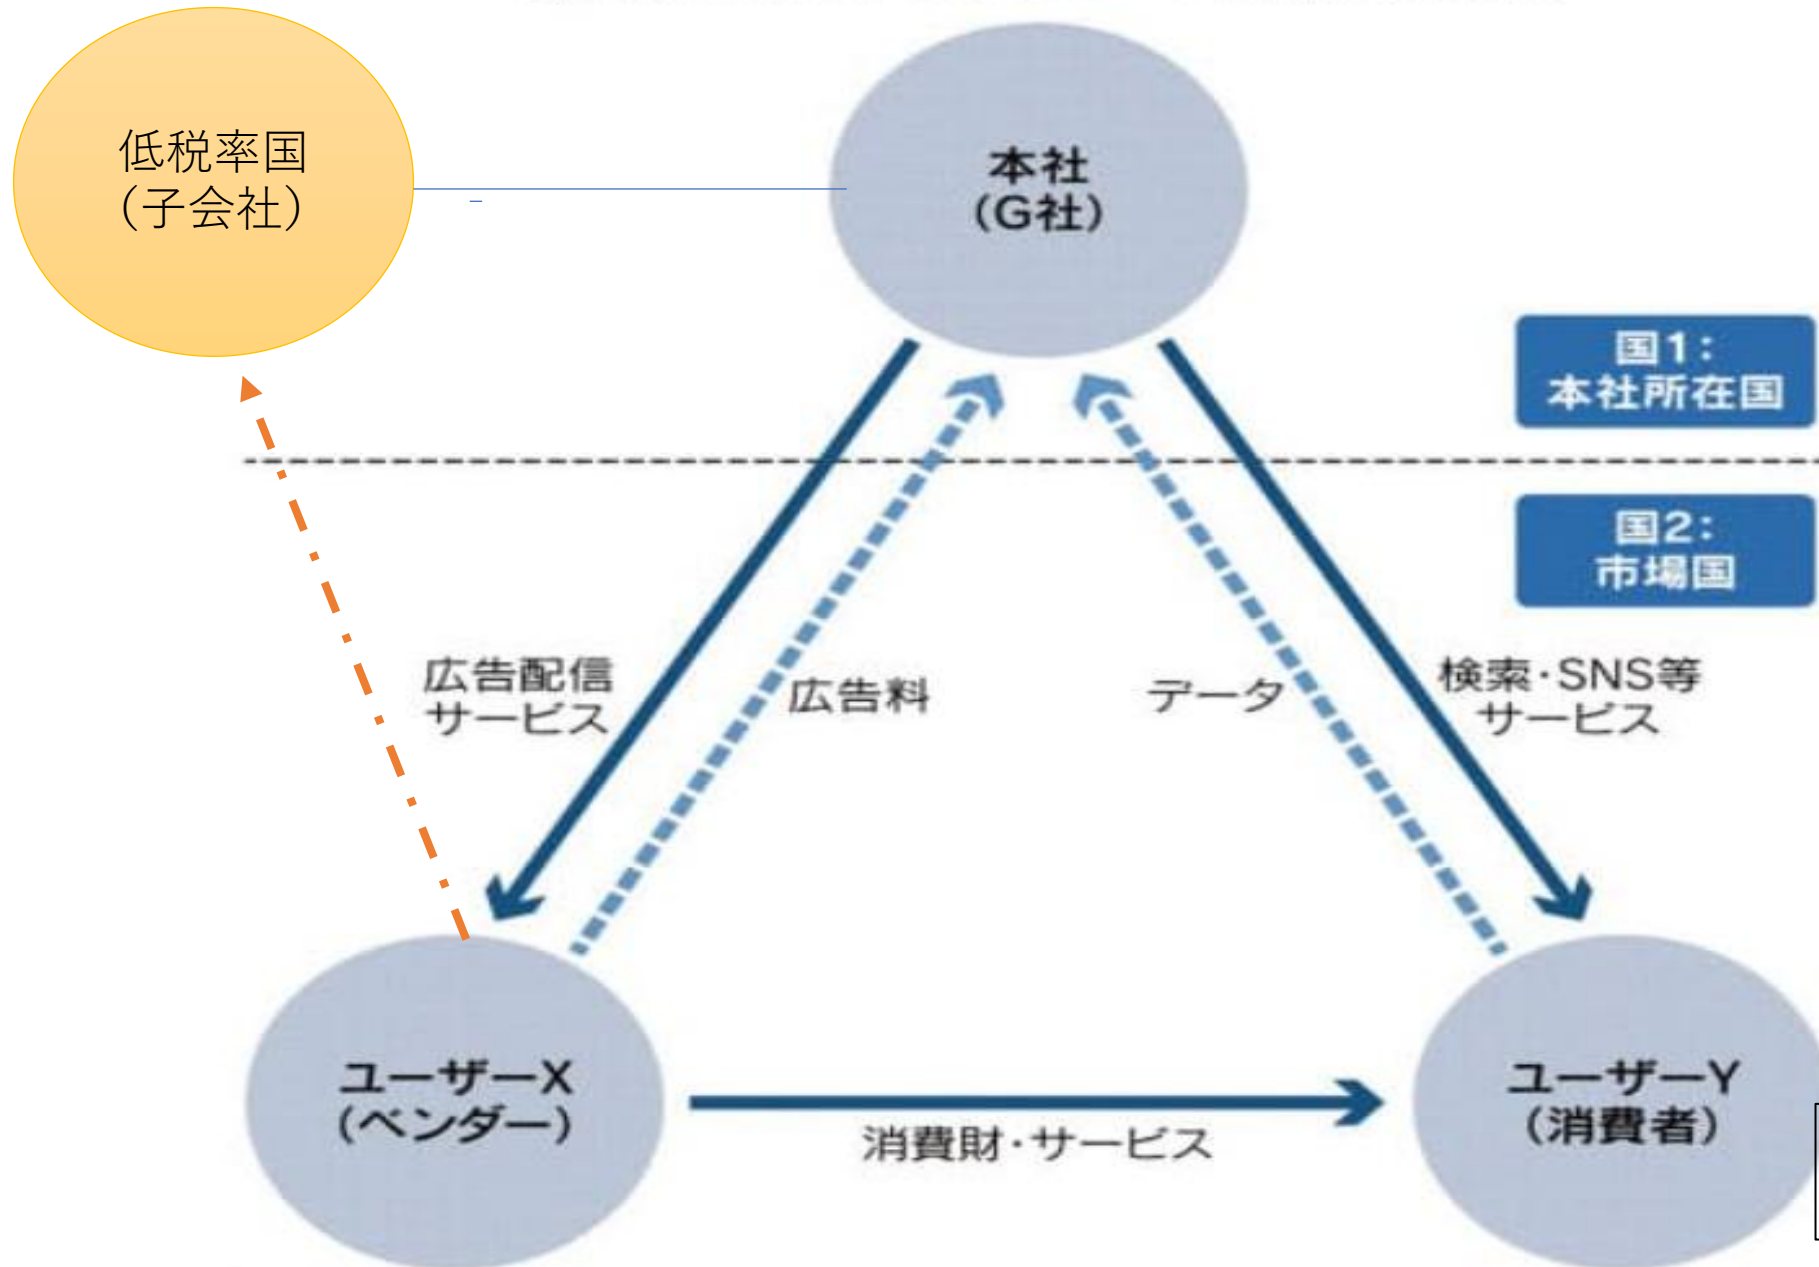 低税率国
（子会社）
本社
（G社）
国1：
本社所在国
国2：
市場国
広告配信
サービス
広告料
データ
検索・SNS等
サービス
ユーザーX
（ベンダー）
消費財・サービス
ユーザーY
（消費者）